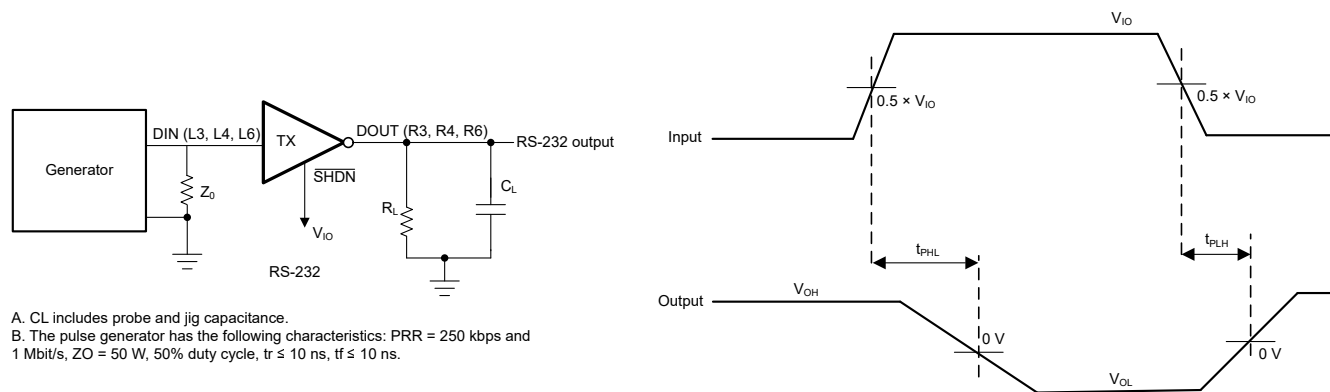 Generator
DIN (L3, L4, L6)
Z0
TX
SHDN
VIO
DOUT (R3, R4, R6)
RS-232 output
RL
CL
RS-232
A. CL includes probe and jig capacitance.
B. The pulse generator has the following characteristics: PRR = 250 kbps and
1 Mbit/s, ZO = 50 W, 50% duty cycle, tr ≤ 10 ns, tf ≤ 10 ns.
VIO
0.5 × VIO
0.5 × VIO
Input
tPHL
tPLH
Output
VOH
0 V
0 V
VOL